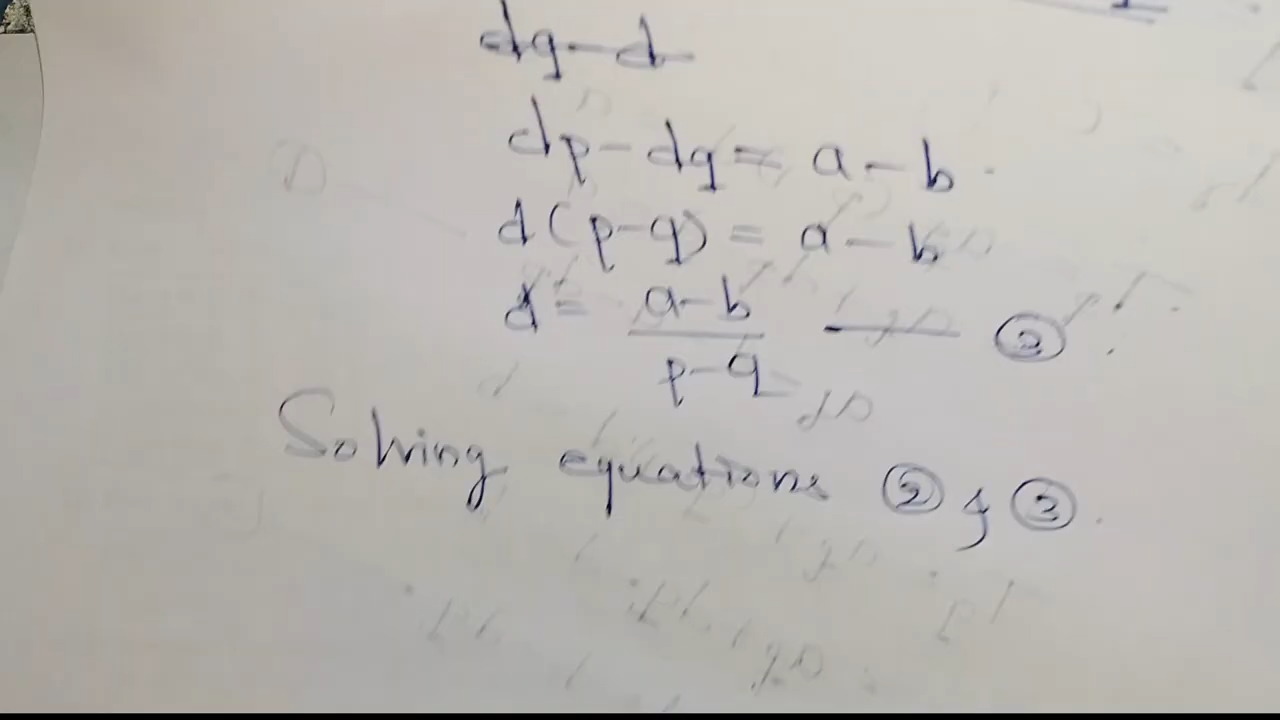 dq - d
dp - dq = a - b
d(p-q) = a - b
d = a-b / p-q —— ③
Solving equations ② & ③.